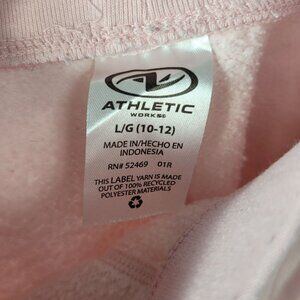 ATHLETIC
WORKS®
L/G (10-12)
MADE IN/HECHO EN
INDONESIA
RN# 52469 01R
THIS LABEL YARN IS MADE
OUT OF 100% RECYCLED
POLYESTER MATERIALS